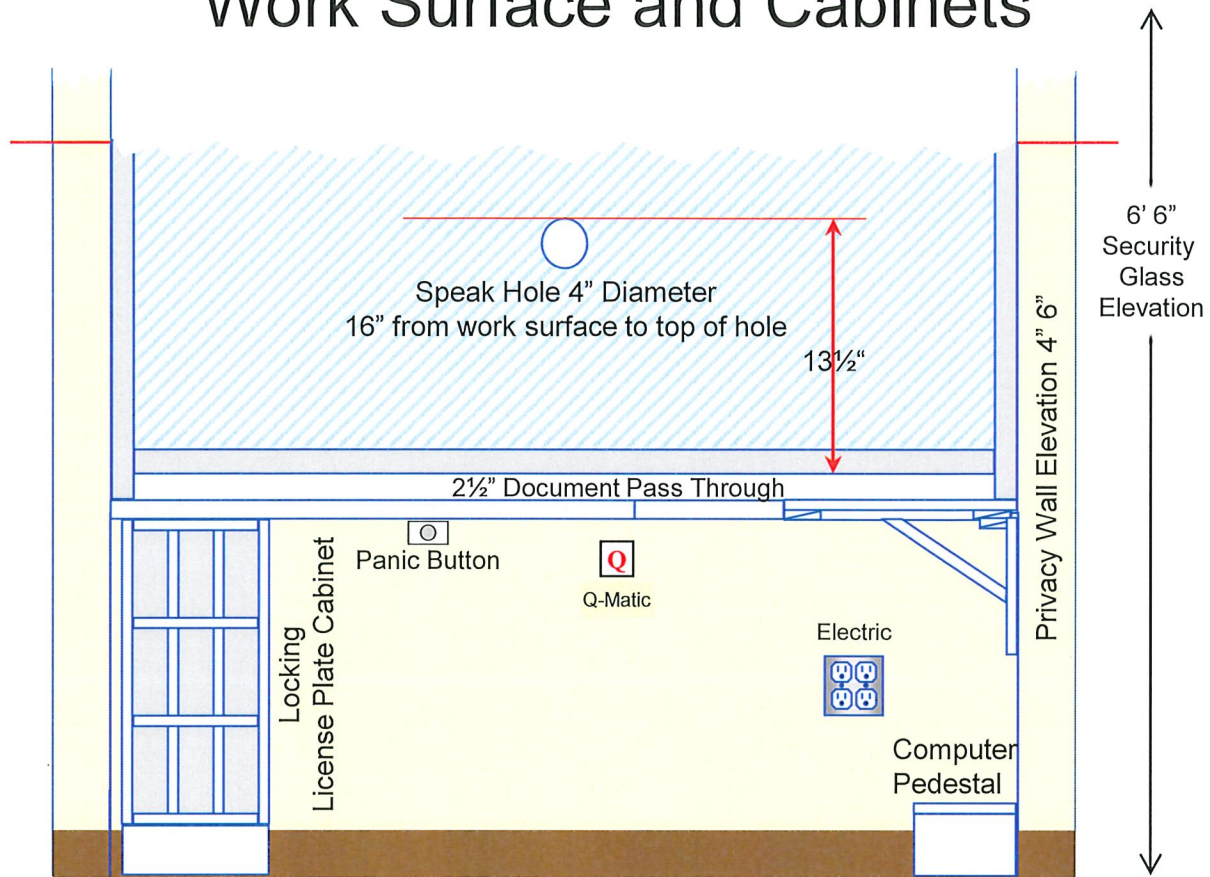 Work Surface and Cabinets
6’ 6”
Security
Glass
Elevation
Speak Hole 4” Diameter
16” from work surface to top of hole
13½“
Privacy Wall Elevation 4” 6”
2½” Document Pass Through
Panic Button
Q
Q-Matic
Locking
License Plate Cabinet
Electric
Computer
Pedestal